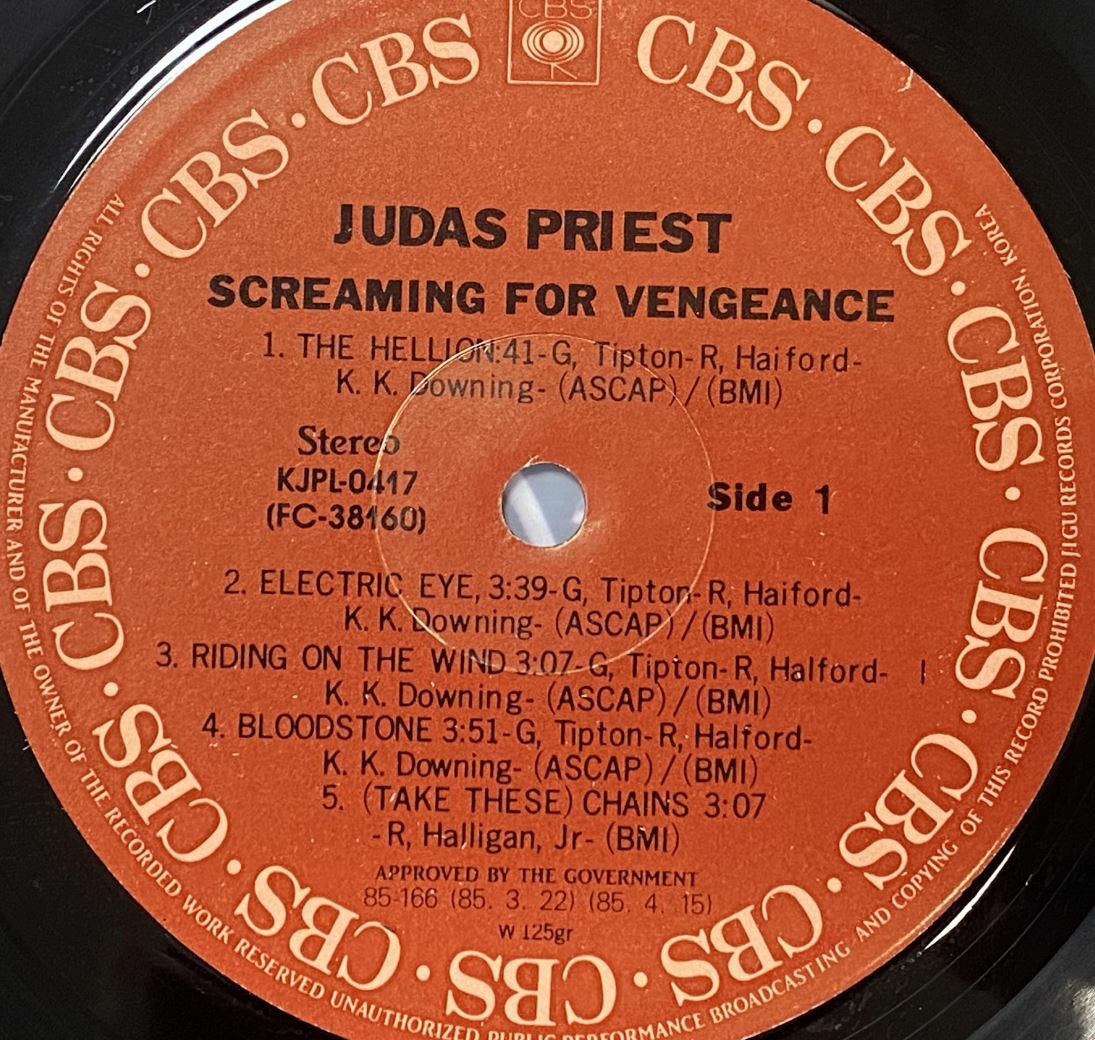 CBS
CBS · CBS · CBS · CBS · CBS · CBS · CBS · CBS · CBS · CBS · CBS · CBS · CBS
JUDAS PRIEST
SCREAMING FOR VENGEANCE
1. THE HELLION:41-G, Tipton-R, Haiford-
K. K. Downing- (ASCAP)/(BMI)
Stereo
KJPL-0417
(FC-38160)
Side 1
2. ELECTRIC EYE, 3:39-G, Tipton-R, Haiford-
K. K. Downing- (ASCAP)/(BMI)
3. RIDING ON THE WIND 3:07-G, Tipton-R, Halford-
K. K. Downing- (ASCAP)/(BMI)
4. BLOODSTONE 3:51-G, Tipton-R, Halford-
K. K. Downing- (ASCAP)/(BMI)
5. (TAKE THESE) CHAINS 3:07
-R, Halligan, Jr- (BMI)
APPROVED BY THE GOVERNMENT
85-166 (85. 3. 22) (85. 4. 15)
W 125gr
ALL RIGHTS OF THE MANUFACTURER AND OF THE OWNER OF THE RECORDED WORK RESERVED UNAUTHORIZED PUBLIC PERFORMANCE BROADCASTING AND COPYING OF THIS RECORD PROHIBITED JIGU RECORDS CORPORATION, KOREA